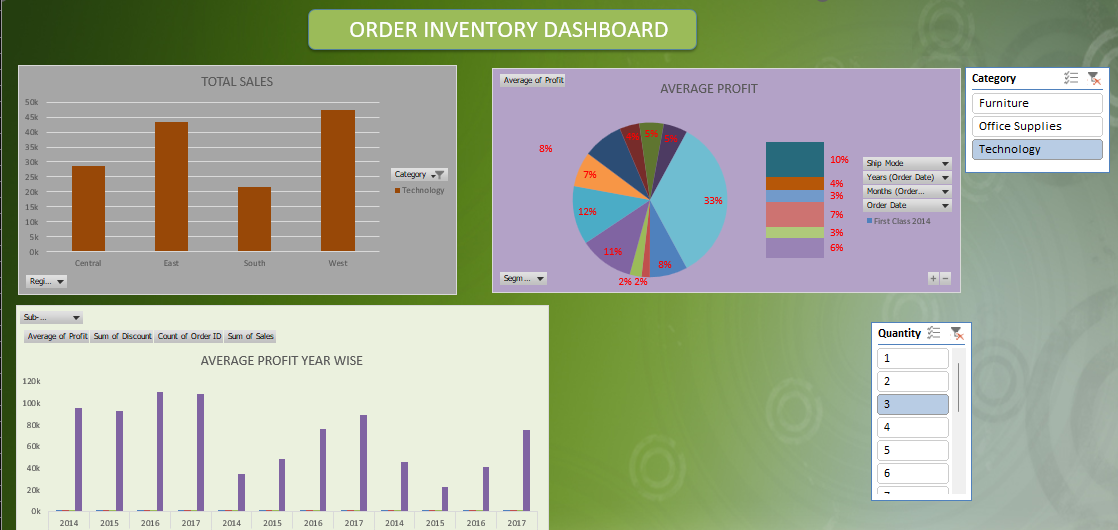 ORDER INVENTORY DASHBOARD
TOTAL SALES
50k
45k
40k
35k
30k
25k
20k
15k
10k
5k
0k
Central East South West
Category
Technology
Regi...
Average of Profit
AVERAGE PROFIT
5%
8%
7%
12%
11%
2% 2%
8%
33%
10%
4%
3%
7%
3%
6%
Ship Mode
Years (Order Date)
Months (Order...
Order Date
First Class 2014
Segm...
+ −
Category
Furniture
Office Supplies
Technology
Sub-...
Average of Profit Sum of Discount Count of Order ID Sum of Sales
AVERAGE PROFIT YEAR WISE
120k
100k
80k
60k
40k
20k
0k
2014 2015 2016 2017 2014 2015 2016 2017 2014 2015 2016 2017
Quantity
1
2
3
4
5
6